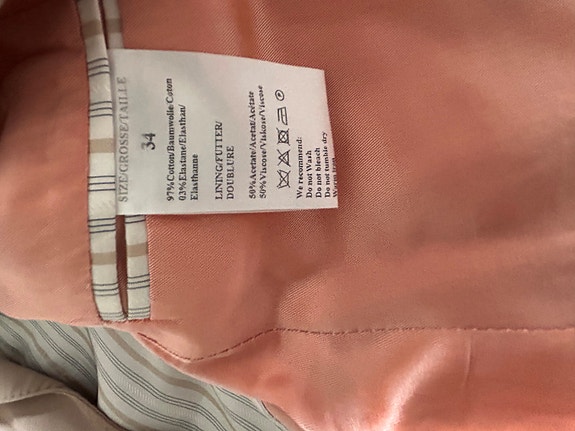 SIZE/GROSSE/TAILLE
34
97% Cotton/Baumwolle/Coton
03% Elastane/Elasthan/
Elasthanne
LINING/FUTTER/
DOUBLURE
50% Acetate/Acetat/Acétate
50% Viscose/Viskose/Viscose
We recommend:
Do not Wash
Do not bleach
Do not tumble dry